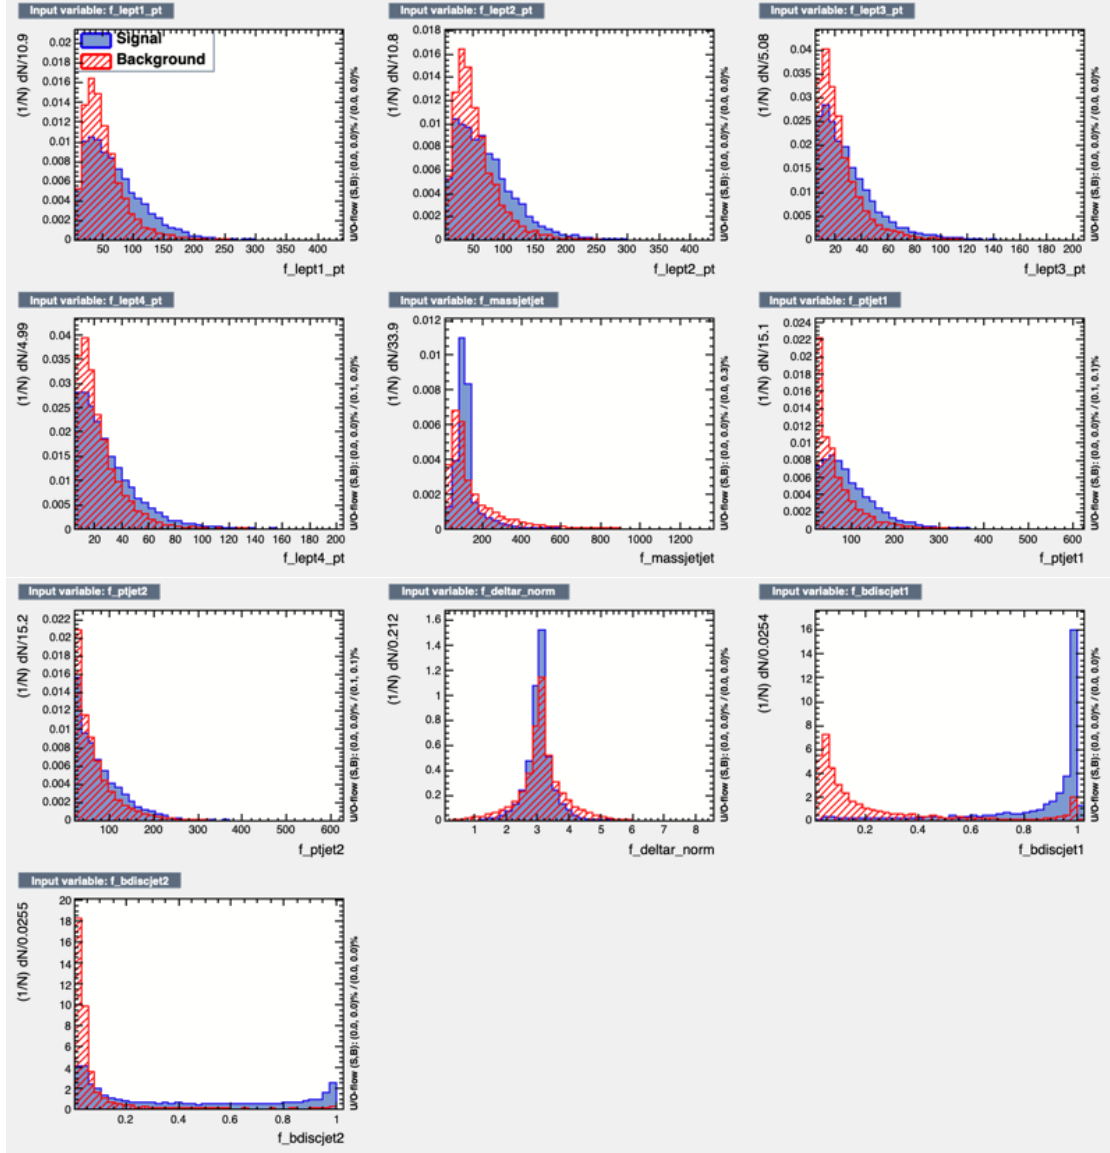 Input variable: f_lept1_pt
(1/N) dN/10.9
0.02
0.018
0.016
0.014
0.012
0.01
0.008
0.006
0.004
0.002
0
Signal
Background
50 100 150 200 250 300 350 400
f_lept1_pt
U/O-flow (S,B): (0.0, 0.0)% / (0.0, 0.0)%
Input variable: f_lept2_pt
(1/N) dN/10.8
0.018
0.016
0.014
0.012
0.01
0.008
0.006
0.004
0.002
0
50 100 150 200 250 300 350 400
f_lept2_pt
U/O-flow (S,B): (0.0, 0.0)% / (0.0, 0.0)%
Input variable: f_lept3_pt
(1/N) dN/5.08
0.04
0.035
0.03
0.025
0.02
0.015
0.01
0.005
0
20 40 60 80 100 120 140 160 180 200
f_lept3_pt
U/O-flow (S,B): (0.0, 0.0)% / (0.0, 0.0)%
Input variable: f_lept4_pt
(1/N) dN/4.99
0.04
0.035
0.03
0.025
0.02
0.015
0.01
0.005
0
20 40 60 80 100 120 140 160 180 200
f_lept4_pt
U/O-flow (S,B): (0.0, 0.0)% / (0.1, 0.0)%
Input variable: f_massjetjet
(1/N) dN/33.9
0.012
0.01
0.008
0.006
0.004
0.002
0
200 400 600 800 1000 1200
f_massjetjet
U/O-flow (S,B): (0.0, 0.0)% / (0.0, 0.3)%
Input variable: f_ptjet1
(1/N) dN/15.1
0.024
0.022
0.02
0.018
0.016
0.014
0.012
0.01
0.008
0.006
0.004
0.002
0
100 200 300 400 500 600
f_ptjet1
U/O-flow (S,B): (0.0, 0.0)% / (0.1, 0.1)%
Input variable: f_ptjet2
(1/N) dN/15.2
0.022
0.02
0.018
0.016
0.014
0.012
0.01
0.008
0.006
0.004
0.002
0
100 200 300 400 500 600
f_ptjet2
U/O-flow (S,B): (0.0, 0.0)% / (0.1, 0.1)%
Input variable: f_deltar_norm
(1/N) dN/0.212
1.6
1.4
1.2
1
0.8
0.6
0.4
0.2
0
1 2 3 4 5 6 7 8
f_deltar_norm
U/O-flow (S,B): (0.0, 0.0)% / (0.0, 0.0)%
Input variable: f_bdiscjet1
(1/N) dN/0.0254
16
14
12
10
8
6
4
2
0
0.2 0.4 0.6 0.8 1
f_bdiscjet1
U/O-flow (S,B): (0.0, 0.0)% / (0.0, 0.0)%
Input variable: f_bdiscjet2
(1/N) dN/0.0255
20
18
16
14
12
10
8
6
4
2
0
0.2 0.4 0.6 0.8 1
f_bdiscjet2
U/O-flow (S,B): (0.0, 0.0)% / (0.0, 0.0)%